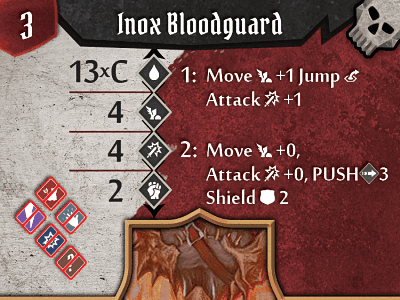 3
Inox Bloodguard
13xC
4
4
2
1: Move +1 Jump
Attack +1
2: Move +0,
Attack +0, PUSH 3
Shield 2